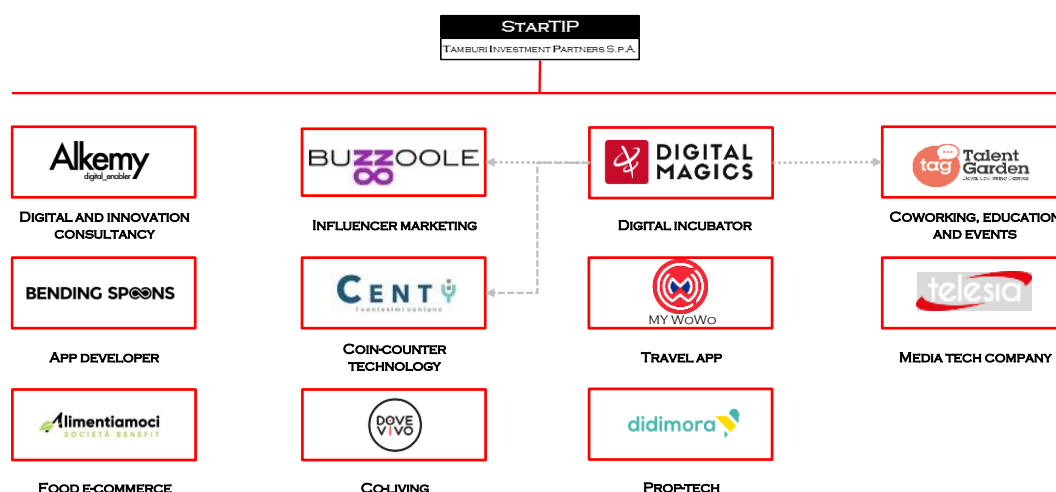 StarTIP
Tamburi Investment Partners S.p.A.
Alkemy
digital_enabler
BUZZOOLE
DIGITAL
MAGICS
tag
Talent
Garden
Digital and innovation
consultancy
Influencer marketing
Digital incubator
Coworking, education
and events
BENDING SPOONS
CENTY
I centesimi contano
MY WoWo
telesia
App developer
Coin-counter
technology
Travel app
Media tech company
Alimentiamoci
SOCIETÀ BENEFIT
DOVE
VIVO
didimora
Food e-commerce
Co-living
Prop-tech